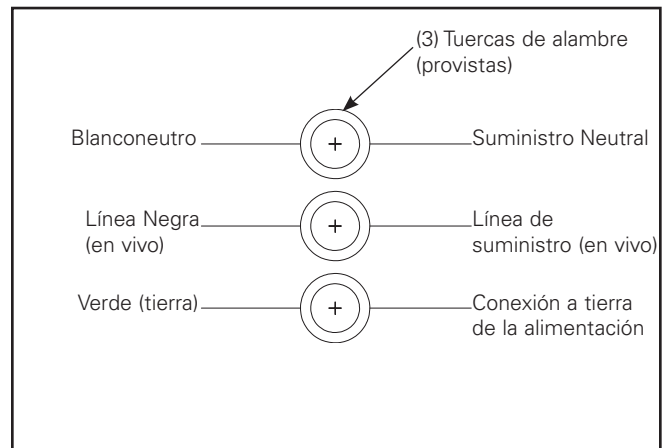 (3) Tuercas de alambre
(provistas)
Blanconeutro
Suministro Neutral
Línea Negra
(en vivo)
Línea de
suministro (en vivo)
Verde (tierra)
Conexión a tierra
de la alimentación